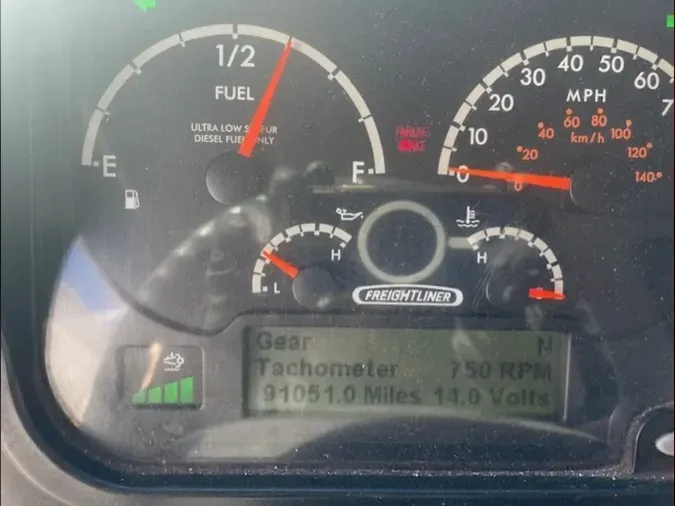 1/2
FUEL
ULTRA LOW SULFUR
DIESEL FUEL ONLY
E
F
PARKING
BRAKE
0
10
20
30
40
50
60
MPH
20
40
60
80
100
120
140
km/h
0
H
L
H
FREIGHTLINER
Gear N
Tachometer 750 RPM
91051.0 Miles 14.0 Volts